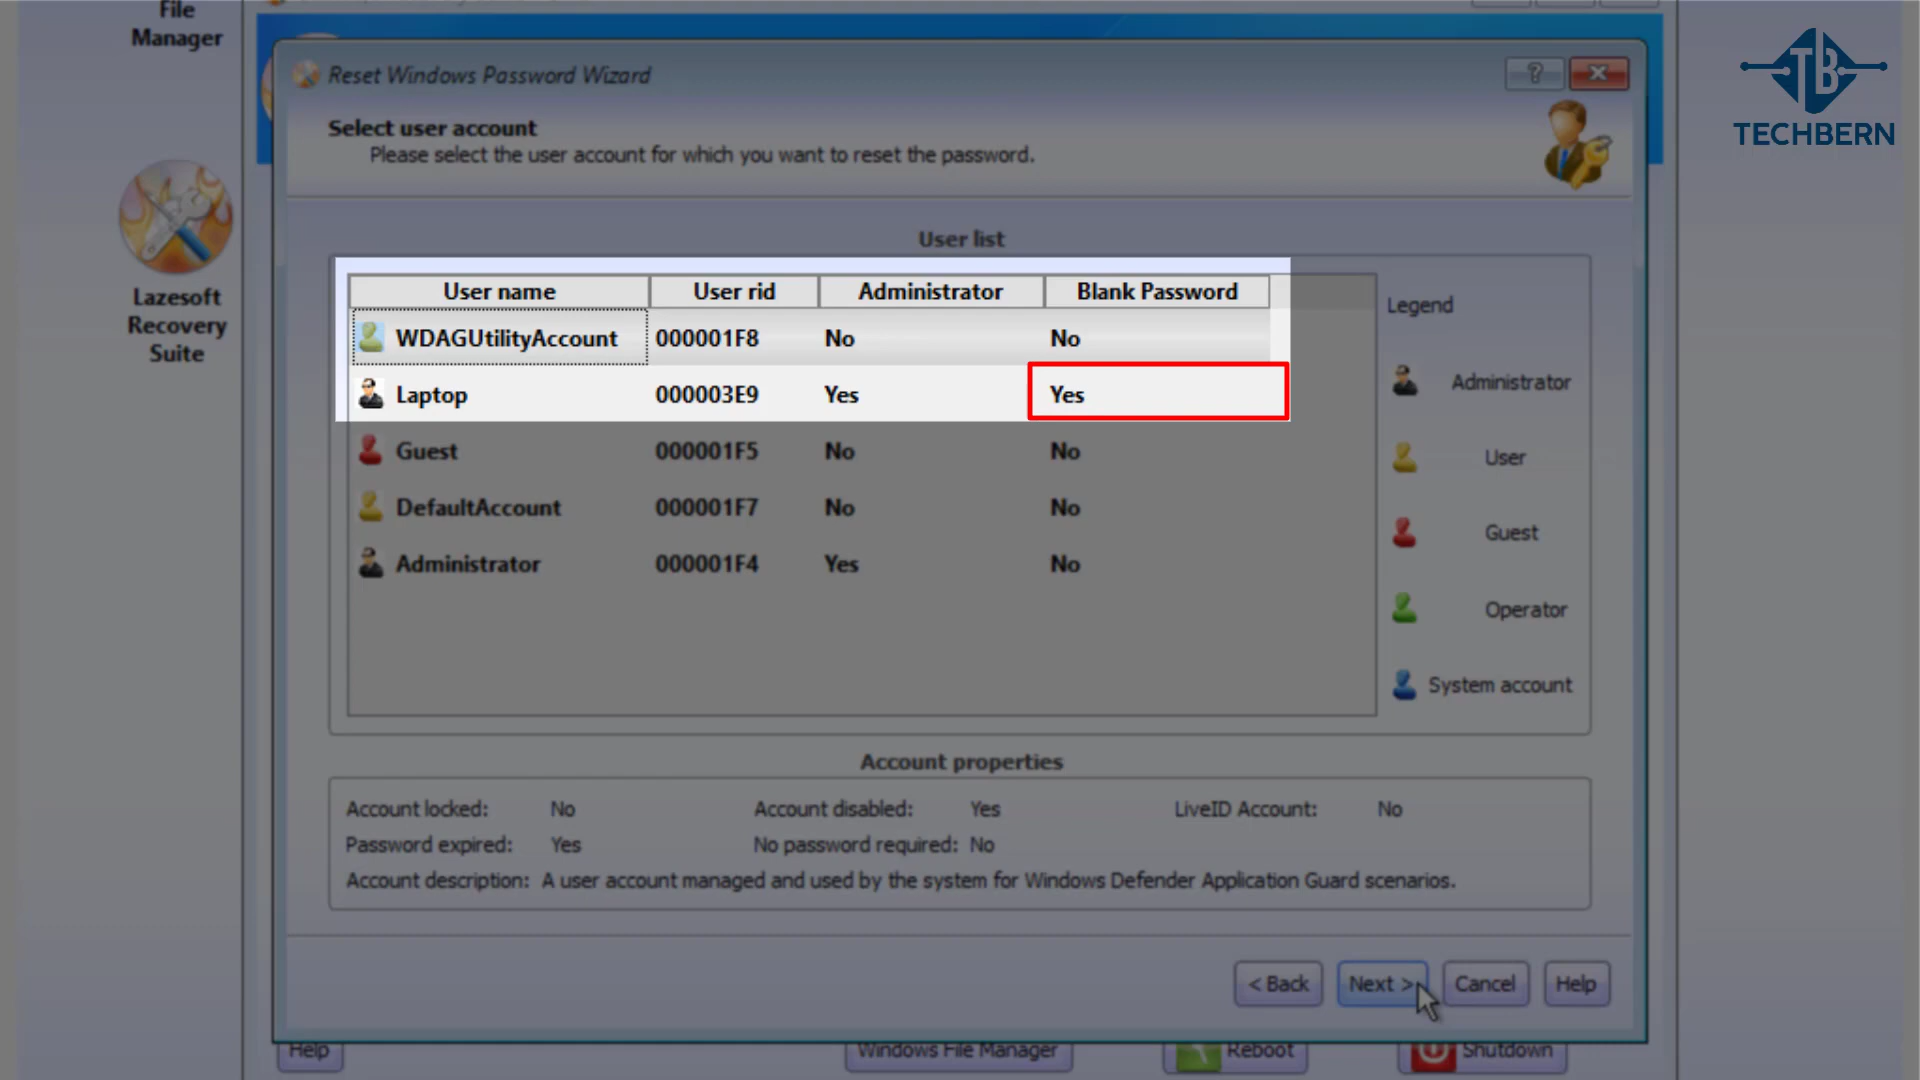 File
Manager
TECHBERN
Reset Windows Password Wizard
Select user account
Please select the user account for which you want to reset the password.
Lazesoft
Recovery
Suite
User list
User name User rid Administrator Blank Password
WDAGUtilityAccount 000001F8 No No
Laptop 000003E9 Yes Yes
Guest 000001F5 No No
DefaultAccount 000001F7 No No
Administrator 000001F4 Yes No
Legend
Administrator
User
Guest
Operator
System account
Account properties
Account locked: No Account disabled: Yes LiveID Account: No
Password expired: Yes No password required: No
Account description: A user account managed and used by the system for Windows Defender Application Guard scenarios.
< Back Next > Cancel Help
Help Windows File Manager Reboot Shutdown